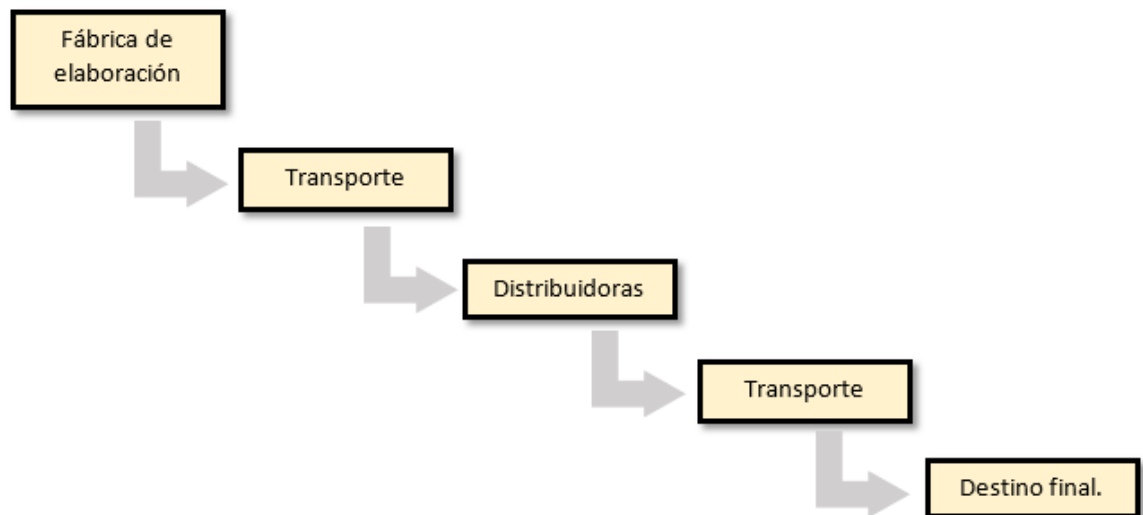 Fábrica de
elaboración
Transporte
Distribuidoras
Transporte
Destino final.